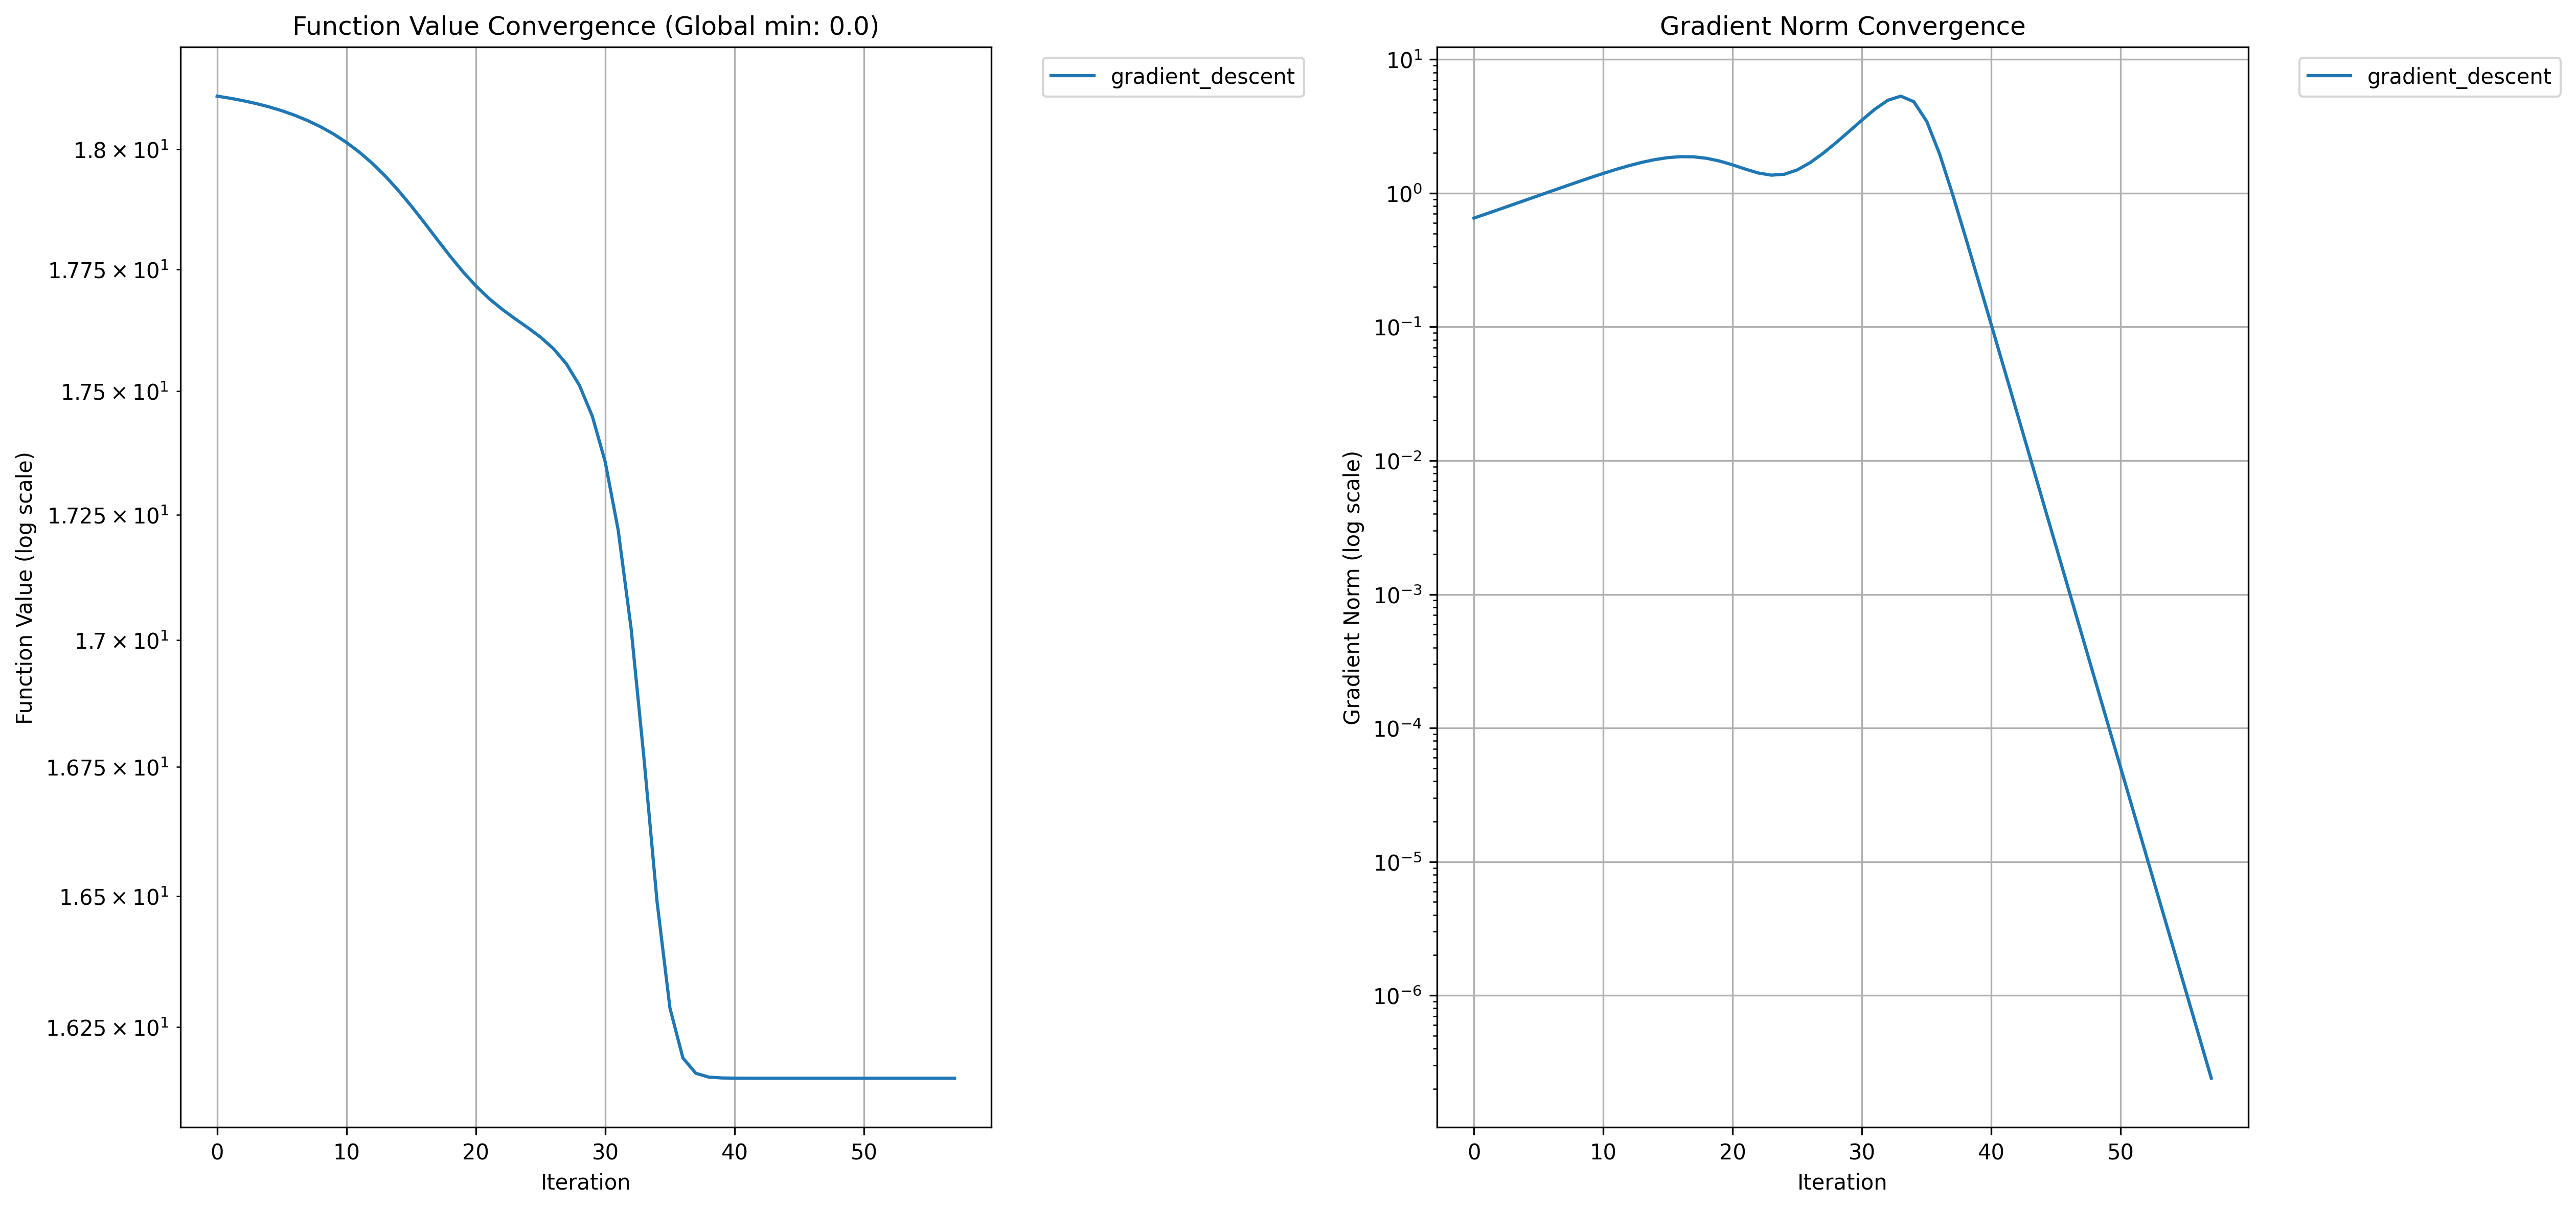 Function Value Convergence (Global min: 0.0)
gradient_descent
1.8 × 10¹
1.775 × 10¹
1.75 × 10¹
1.725 × 10¹
1.7 × 10¹
1.675 × 10¹
1.65 × 10¹
1.625 × 10¹
Function Value (log scale)
0 10 20 30 40 50
Iteration
Gradient Norm Convergence
gradient_descent
10¹
10⁰
10⁻¹
10⁻²
10⁻³
10⁻⁴
10⁻⁵
10⁻⁶
Gradient Norm (log scale)
0 10 20 30 40 50
Iteration